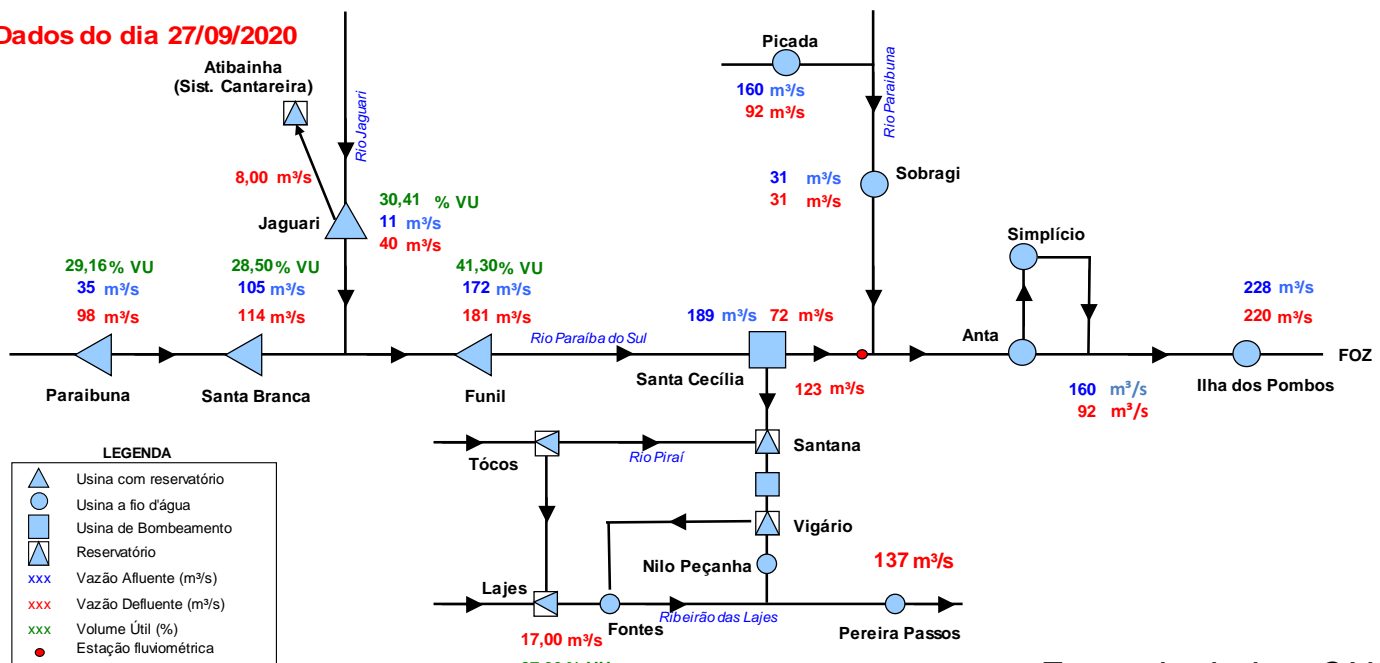 Dados do dia 27/09/2020
Atibainha
(Sist. Cantareira)
Rio Jaguari
8,00 m³/s
Jaguari
30,41 % VU
11 m³/s
40 m³/s
Picada
160 m³/s
92 m³/s
Rio Paraibuna
31 m³/s
31 m³/s
Sobragi
29,16% VU
35 m³/s
98 m³/s
Paraibuna
28,50% VU
105 m³/s
114 m³/s
Santa Branca
41,30% VU
172 m³/s
181 m³/s
Funil
Rio Paraíba do Sul
189 m³/s 72 m³/s
Santa Cecília
123 m³/s
Simplício
Anta
160 m³/s
92 m³/s
228 m³/s
220 m³/s
Ilha dos Pombos
FOZ
Tócos
Rio Piraí
Santana
Vigário
Nilo Peçanha
137 m³/s
Lajes
17,00 m³/s
Fontes
Ribeirão das Lajes
Pereira Passos
LEGENDA
Usina com reservatório
Usina a fio d'água
Usina de Bombeamento
Reservatório
xxx Vazão Afluente (m³/s)
xxx Vazão Defluente (m³/s)
xxx Volume Útil (%)
Estação fluviométrica